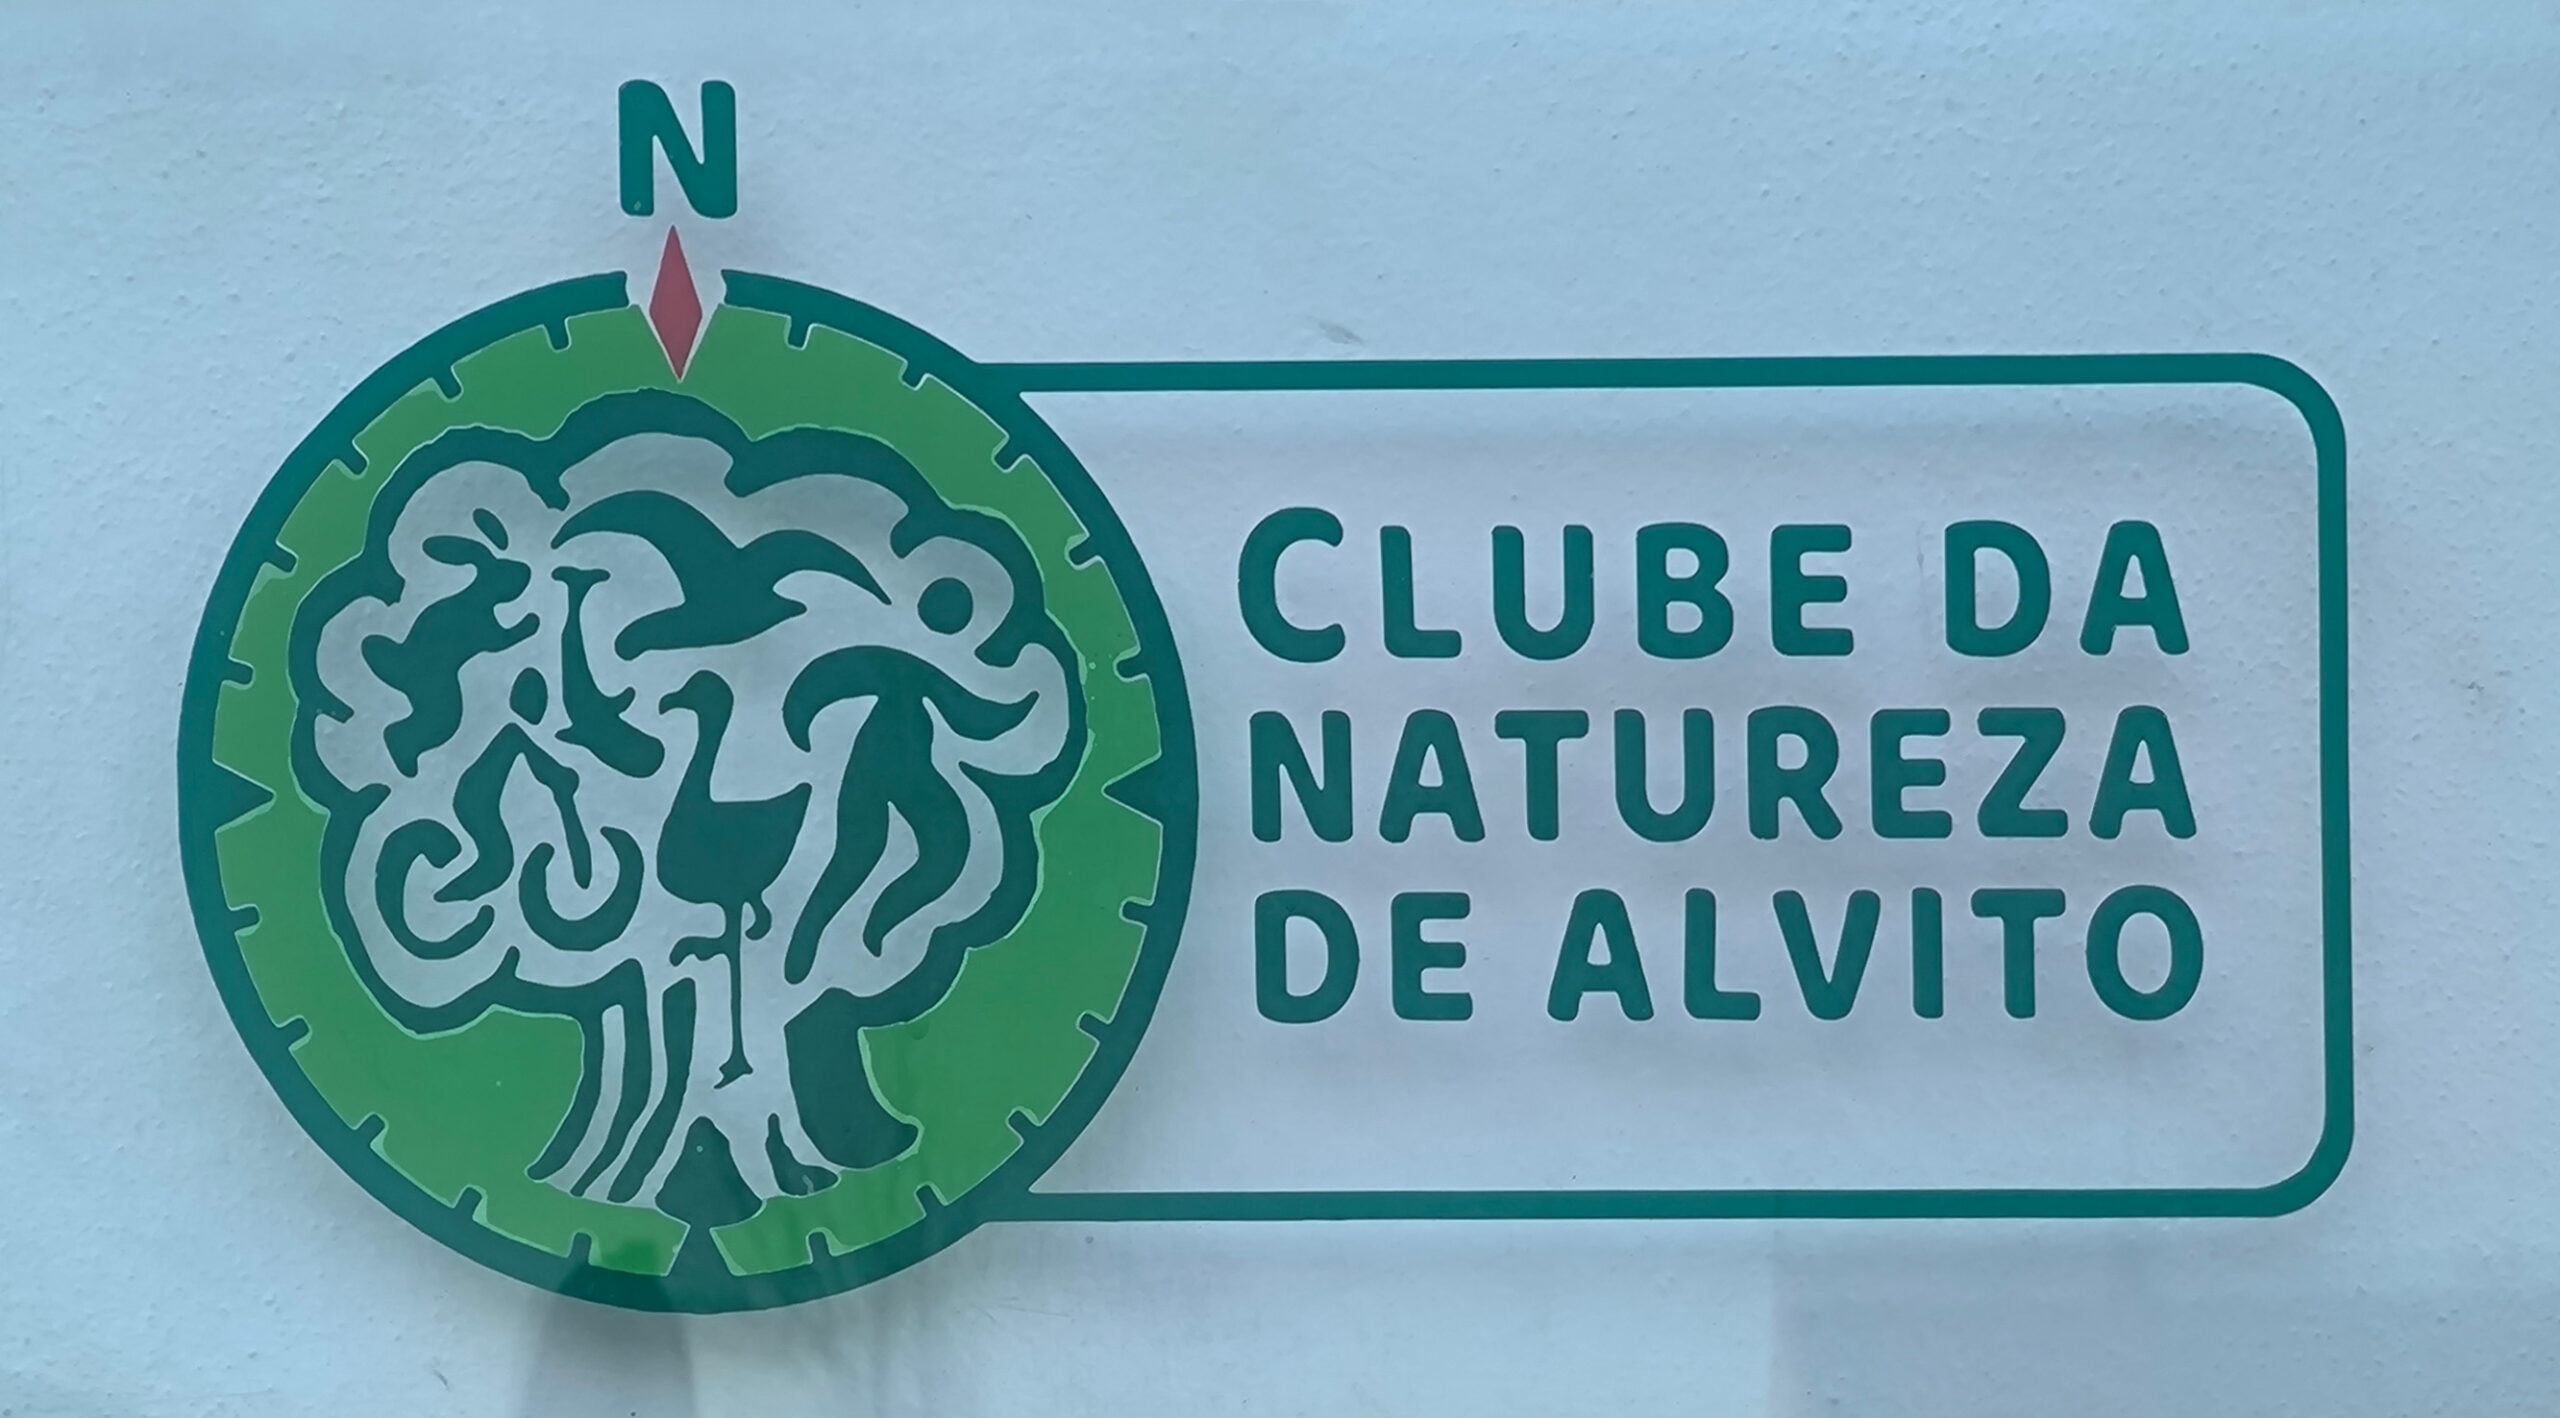 N
CLUBE DA
NATUREZA
DE ALVITO